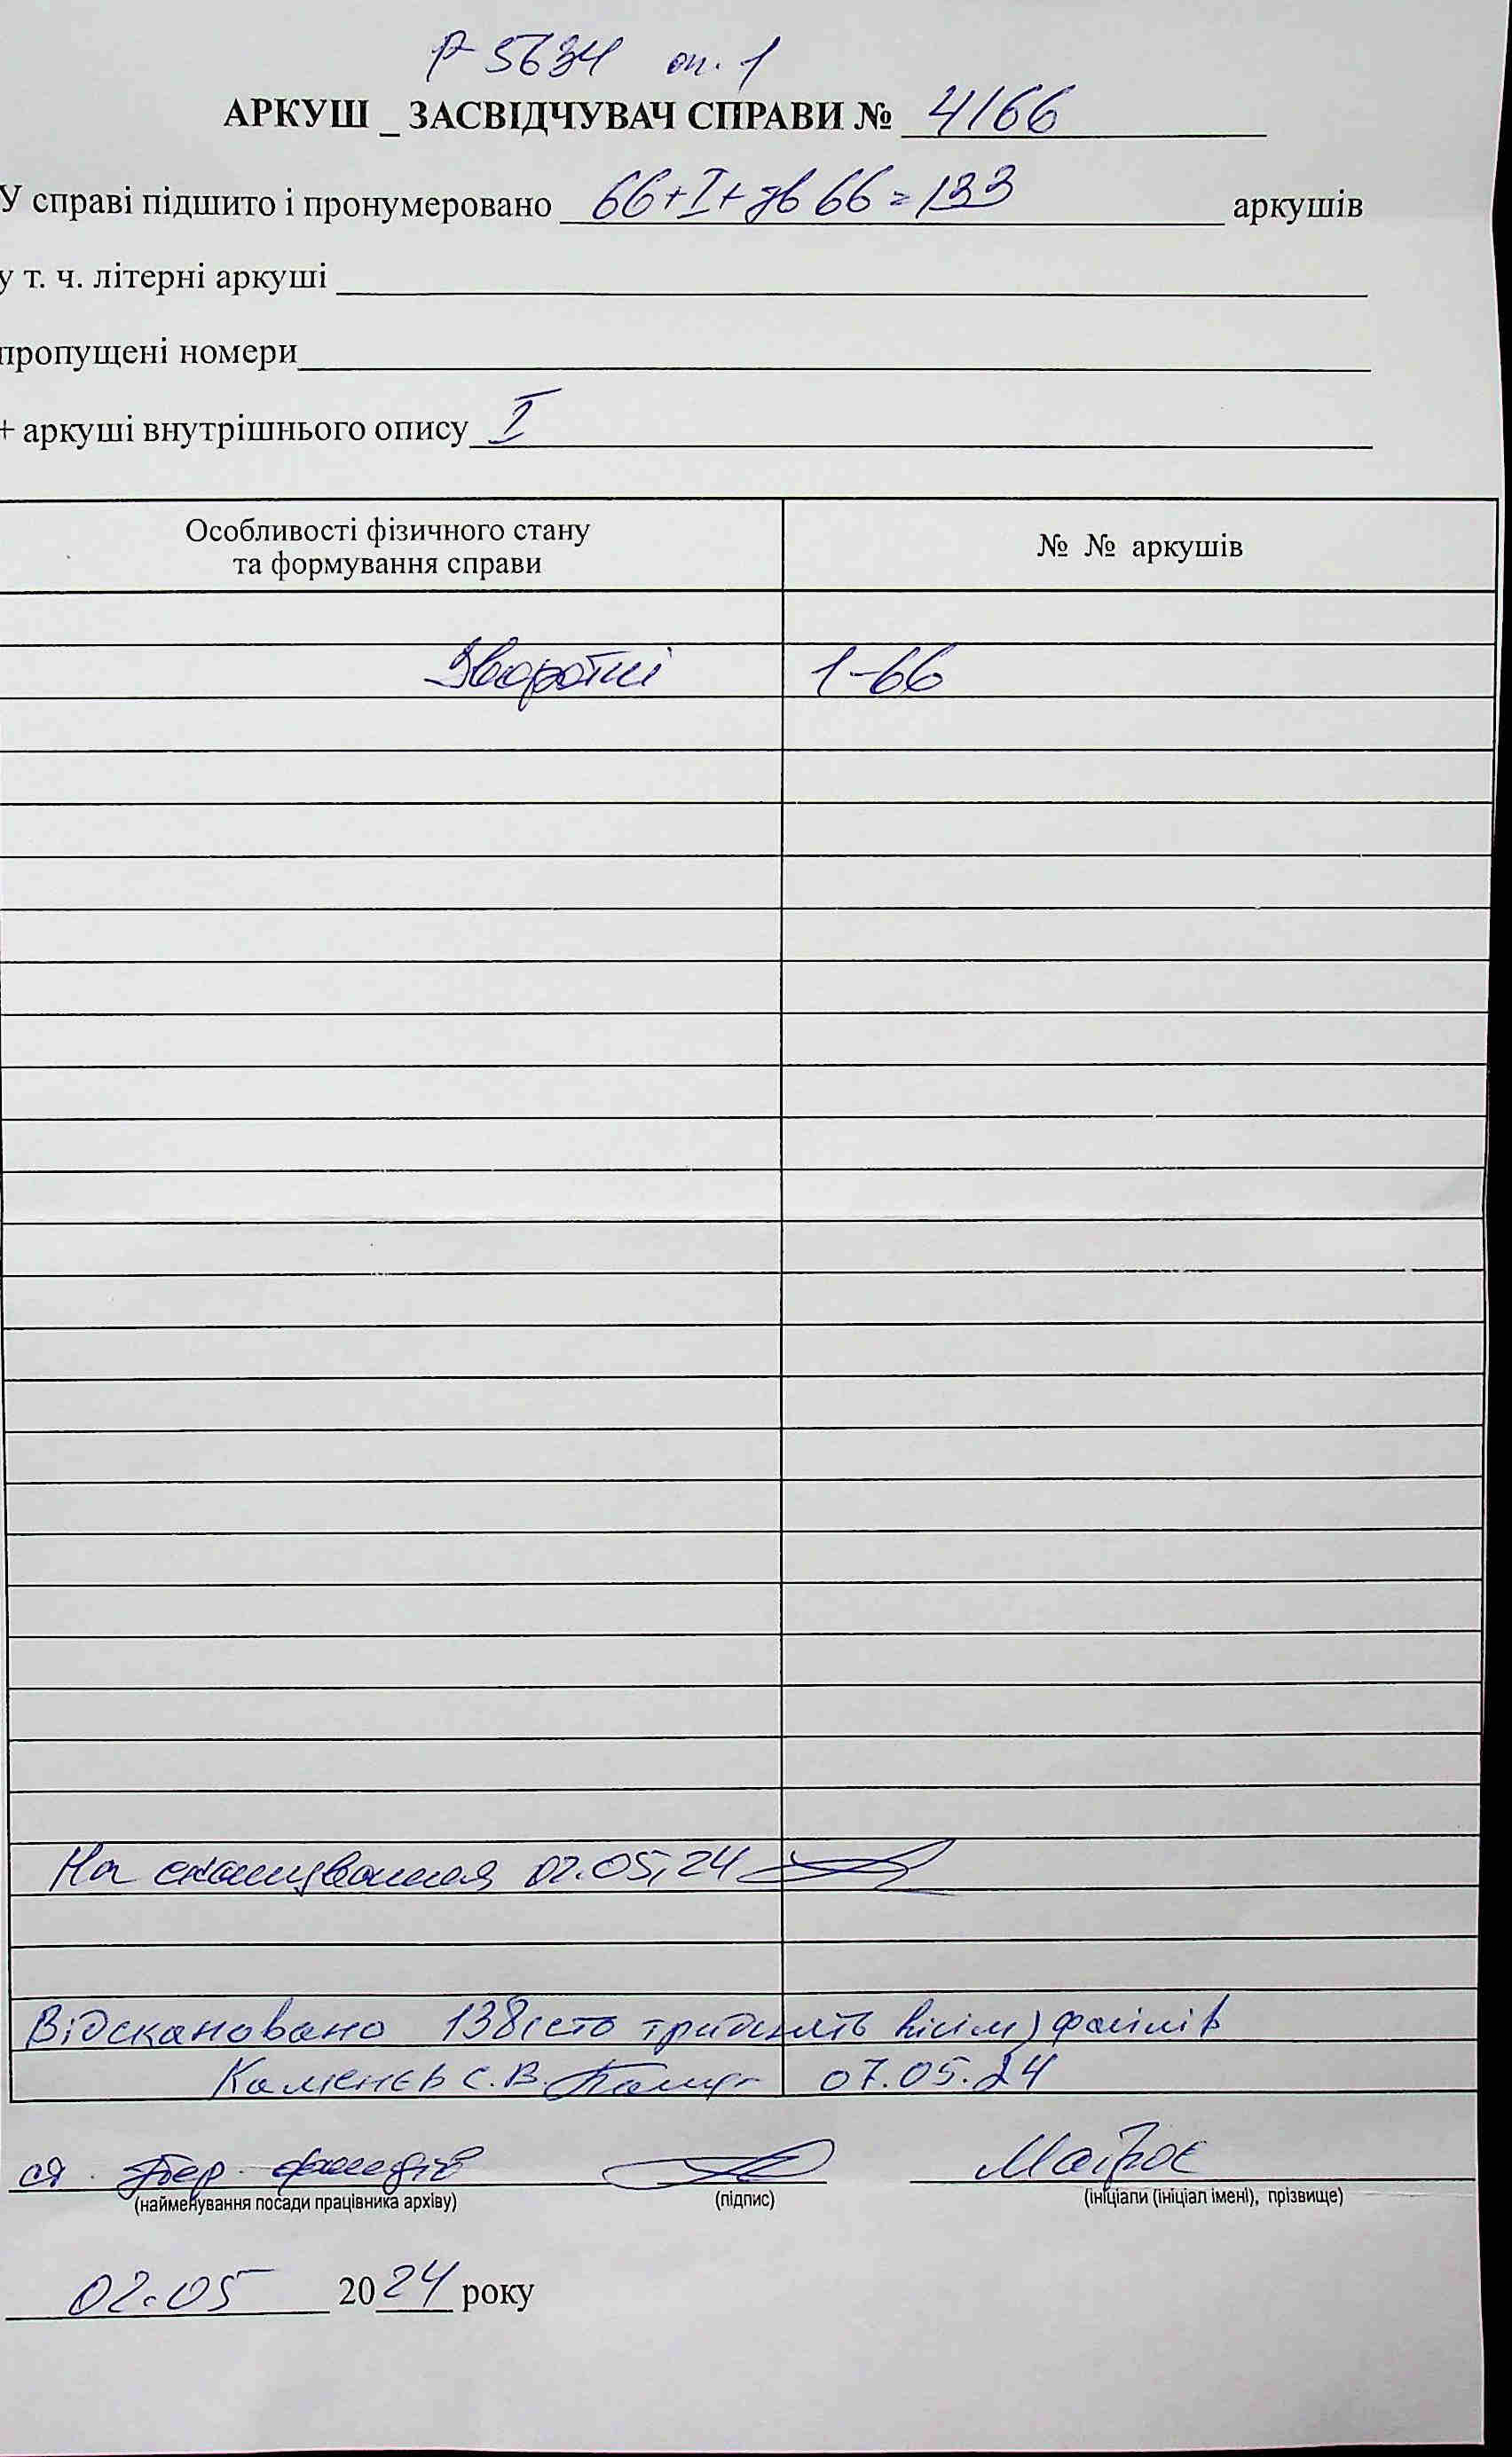 Р 5634 оп. 1
АРКУШ _ ЗАСВІДЧУВАЧ СПРАВИ № 4166
У справі підшито і пронумеровано 66+I+зв 66=133 аркушів
у т. ч. літерні аркуші
пропущені номери
+ аркуші внутрішнього опису I
Особливості фізичного стану
та формування справи
№ № аркушів
Зворотні 1-66
На сканування 02.05.24
Відскановано 138 (сто тридцять вісім) файлів
Каменєв С.В. 07.05.24
фондів
(найменування посади працівника архіву) (підпис) (ініціали (ініціал імені), прізвище)
02.05 2024 року